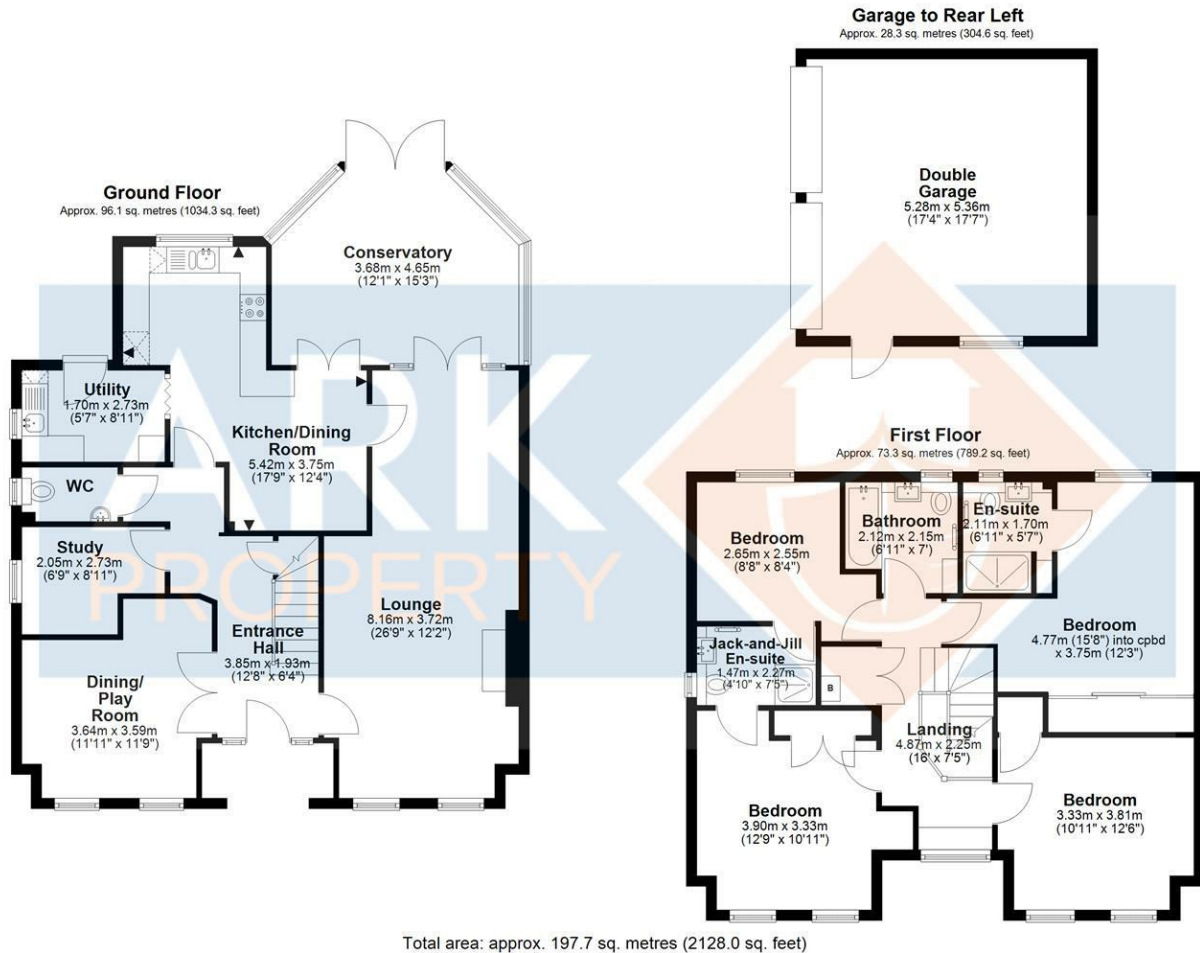 Garage to Rear Left
Approx. 28.3 sq. metres (304.6 sq. feet)
Double
Garage
5.28m x 5.36m
(17'4" x 17'7")
Ground Floor
Approx. 96.1 sq. metres (1034.3 sq. feet)
Conservatory
3.68m x 4.65m
(12'1" x 15'3")
Utility
1.70m x 2.73m
(5'7" x 8'11")
Kitchen/Dining
Room
5.42m x 3.75m
(17'9" x 12'4")
WC
Study
2.05m x 2.73m
(6'9" x 8'11")
Lounge
8.16m x 3.72m
(26'9" x 12'2")
Entrance
Hall
3.85m x 1.93m
(12'8" x 6'4")
Dining/
Play
Room
3.64m x 3.59m
(11'11" x 11'9")
First Floor
Approx. 73.3 sq. metres (789.2 sq. feet)
Bedroom
2.65m x 2.55m
(8'8" x 8'4")
Bathroom
2.12m x 2.15m
(6'11" x 7')
En-suite
2.11m x 1.70m
(6'11" x 5'7")
Bedroom
4.77m (15'8") into cpbd
x 3.75m (12'3")
Jack-and-Jill
En-suite
1.47m x 2.27m
(4'10" x 7'5")
B
Landing
4.87m x 2.25m
(16' x 7'5")
Bedroom
3.90m x 3.33m
(12'9" x 10'11")
Bedroom
3.33m x 3.81m
(10'11" x 12'6")
Total area: approx. 197.7 sq. metres (2128.0 sq. feet)
ARK
PROPERTY